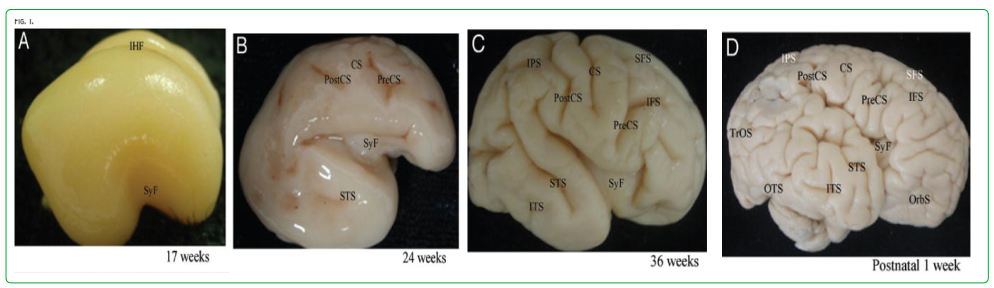 FIG. 1.
A
IHF
SyF
17 weeks
B
CS
PostCS PreCS
SyF
STS
24 weeks
C
IPS
SFS
CS
PostCS
IFS
PreCS
STS
SyF
ITS
36 weeks
D
IPS
CS
PostCS
SFS
PreCS
IFS
TrOS
SyF
STS
OTS
ITS
OrbS
Postnatal 1 week